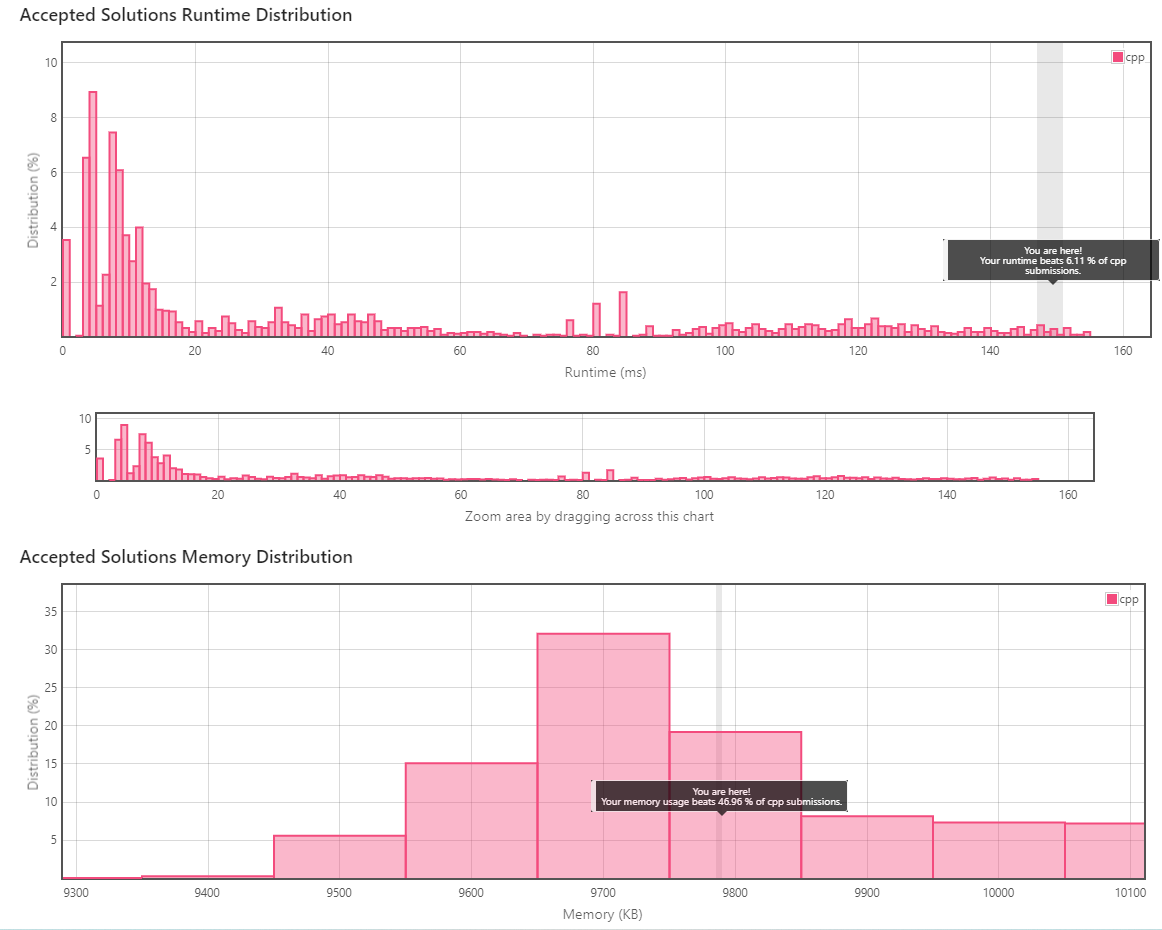 Accepted Solutions Runtime Distribution
cpp
10
8
6
4
2
Distribution (%)
You are here!
Your runtime beats 6.11 % of cpp
submissions.
0 20 40 60 80 100 120 140 160
Runtime (ms)
10
5
0 20 40 60 80 100 120 140 160
Zoom area by dragging across this chart
Accepted Solutions Memory Distribution
cpp
35
30
25
20
15
10
5
Distribution (%)
You are here!
Your memory usage beats 46.96 % of cpp submissions.
9300 9400 9500 9600 9700 9800 9900 10000 10100
Memory (KB)